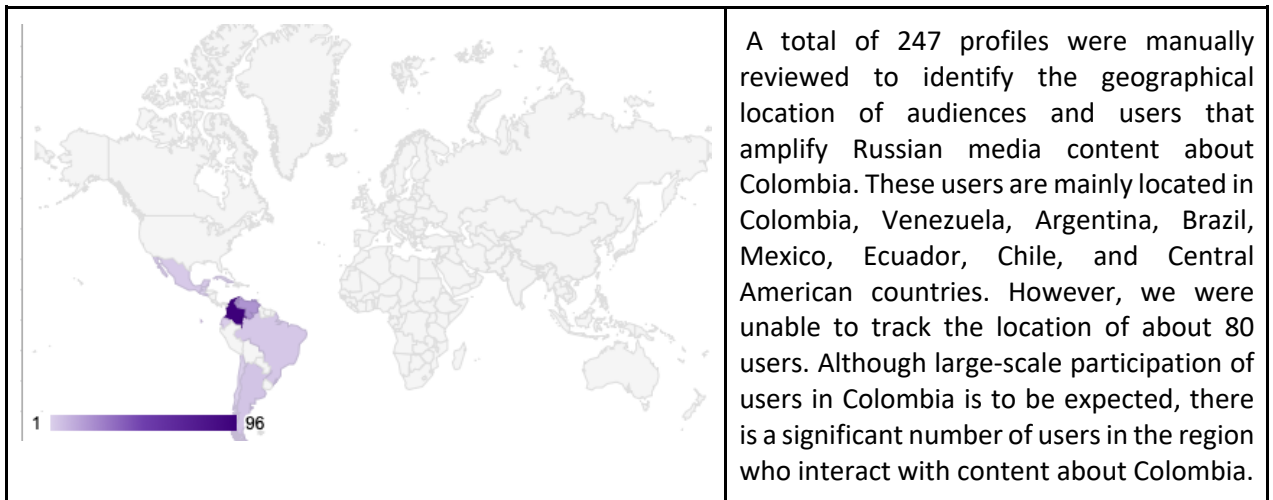 1
96
A total of 247 profiles were manually
reviewed to identify the geographical
location of audiences and users that
amplify Russian media content about
Colombia. These users are mainly located in
Colombia, Venezuela, Argentina, Brazil,
Mexico, Ecuador, Chile, and Central
American countries. However, we were
unable to track the location of about 80
users. Although large-scale participation of
users in Colombia is to be expected, there
is a significant number of users in the region
who interact with content about Colombia.